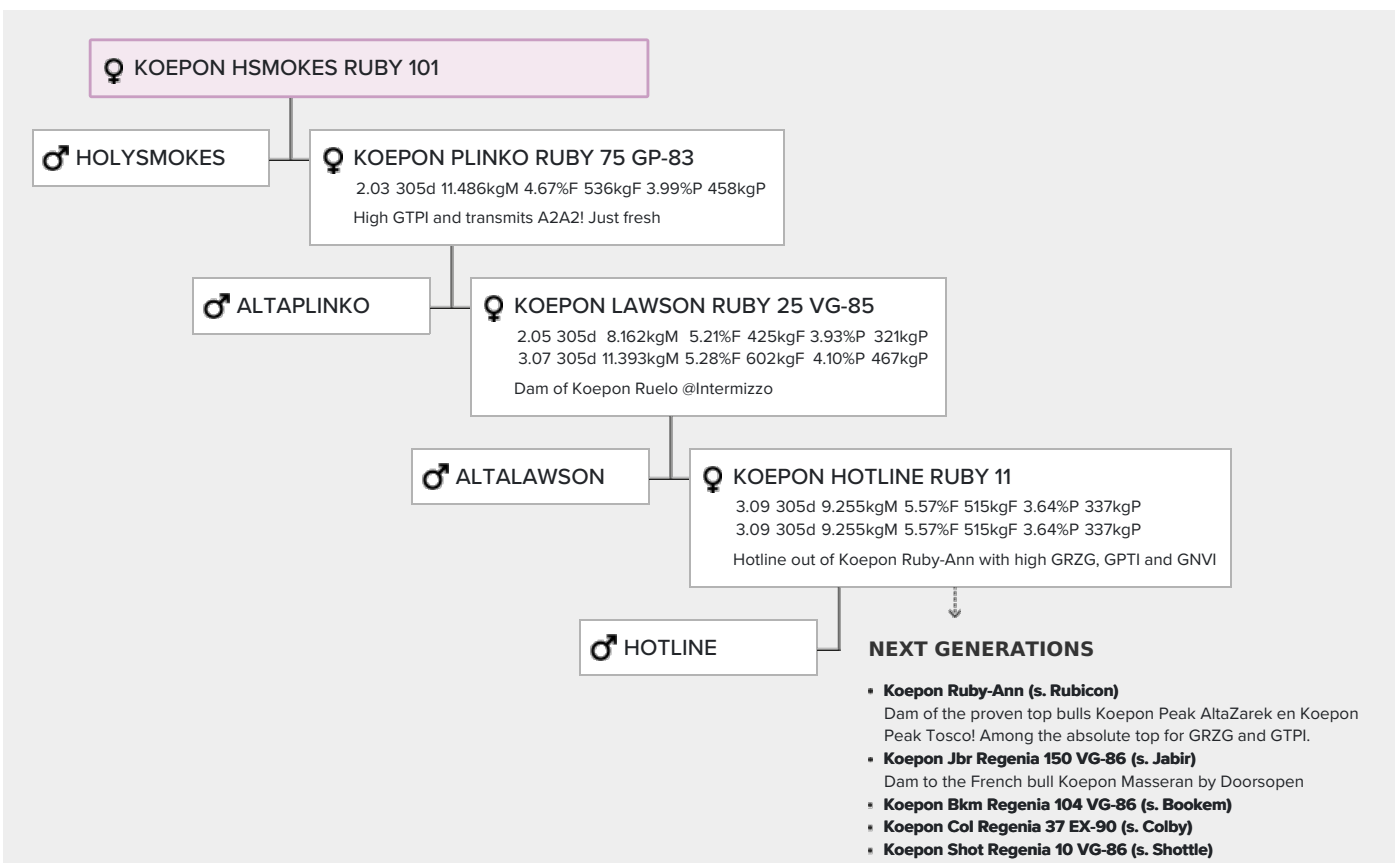 KOEPON HSMOKES RUBY 101
HOLYSMOKES
KOEPON PLINKO RUBY 75 GP-83
2.03 305d 11.486kgM 4.67%F 536kgF 3.99%P 458kgP
High GTPI and transmits A2A2! Just fresh
ALTAPLINKO
KOEPON LAWSON RUBY 25 VG-85
2.05 305d 8.162kgM 5.21%F 425kgF 3.93%P 321kgP
3.07 305d 11.393kgM 5.28%F 602kgF 4.10%P 467kgP
Dam of Koepon Ruelo @Intermizzo
ALTALAWSON
KOEPON HOTLINE RUBY 11
3.09 305d 9.255kgM 5.57%F 515kgF 3.64%P 337kgP
3.09 305d 9.255kgM 5.57%F 515kgF 3.64%P 337kgP
Hotline out of Koepon Ruby-Ann with high GRZG, GPTI and GNVI
HOTLINE
NEXT GENERATIONS
Koepon Ruby-Ann (s. Rubicon)
Dam of the proven top bulls Koepon Peak AltaZarek en Koepon
Peak Tosco! Among the absolute top for GRZG and GTPI.
Koepon Jbr Regenia 150 VG-86 (s. Jabir)
Dam to the French bull Koepon Masseran by Doorsopen
Koepon Bkm Regenia 104 VG-86 (s. Bookem)
Koepon Col Regenia 37 EX-90 (s. Colby)
Koepon Shot Regenia 10 VG-86 (s. Shottle)